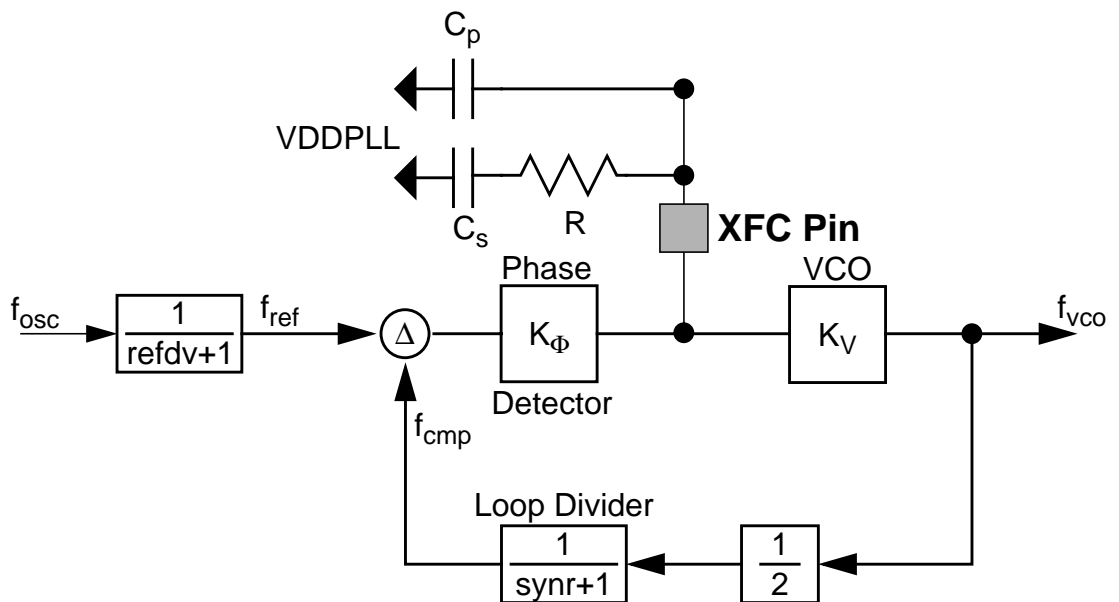 Cp
VDDPLL
Cs
R
XFC Pin
Phase
VCO
fosc
1
refdv+1
fref
Δ
KΦ
KV
fvco
Detector
fcmp
Loop Divider
1
synr+1
1
2